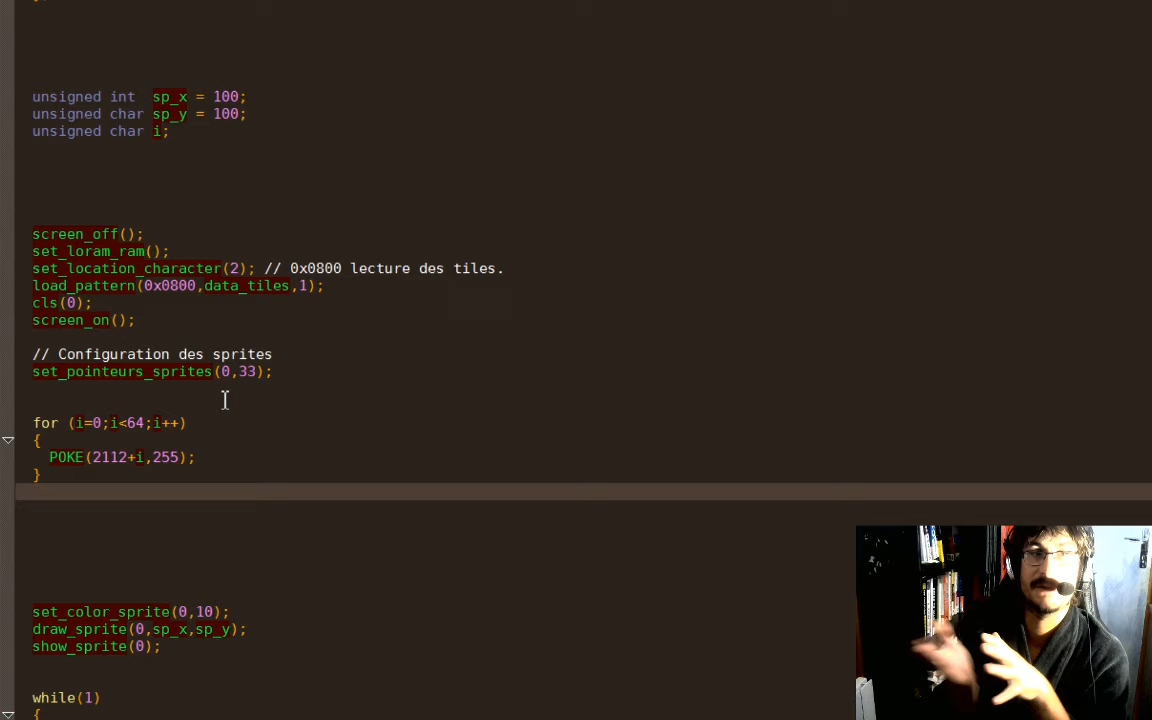 unsigned int  sp_x = 100;
unsigned char sp_y = 100;
unsigned char i;
screen_off();
set_loram_ram();
set_location_character(2); // 0x0800 lecture des tiles.
load_pattern(0x0800,data_tiles,1);
cls(0);
screen_on();
// Configuration des sprites
set_pointeurs_sprites(0,33);
for (i=0;i<64;i++)
{
  POKE(2112+i,255);
}
set_color_sprite(0,10);
draw_sprite(0,sp_x,sp_y);
show_sprite(0);
while(1)
{